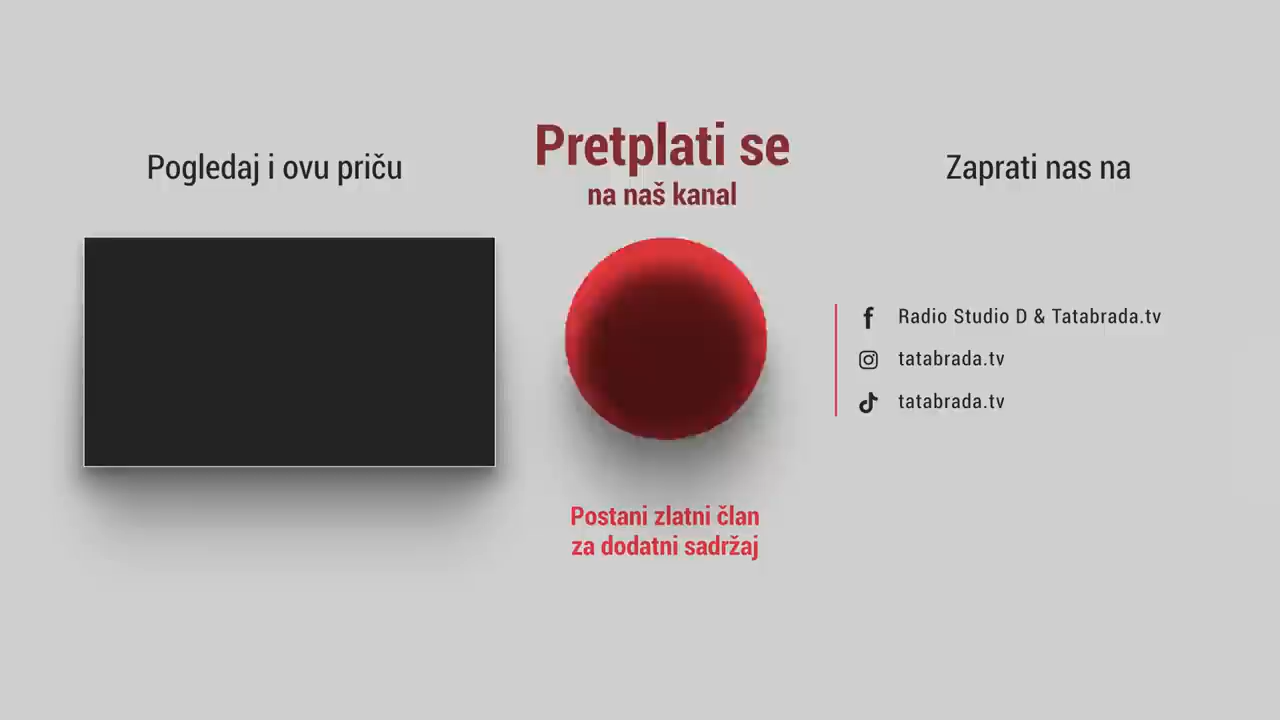 Pogledaj i ovu priču
Pretplati se
na naš kanal
Postani zlatni član
za dodatni sadržaj
Zaprati nas na
Radio Studio D & Tatabrada.tv
tatabrada.tv
tatabrada.tv